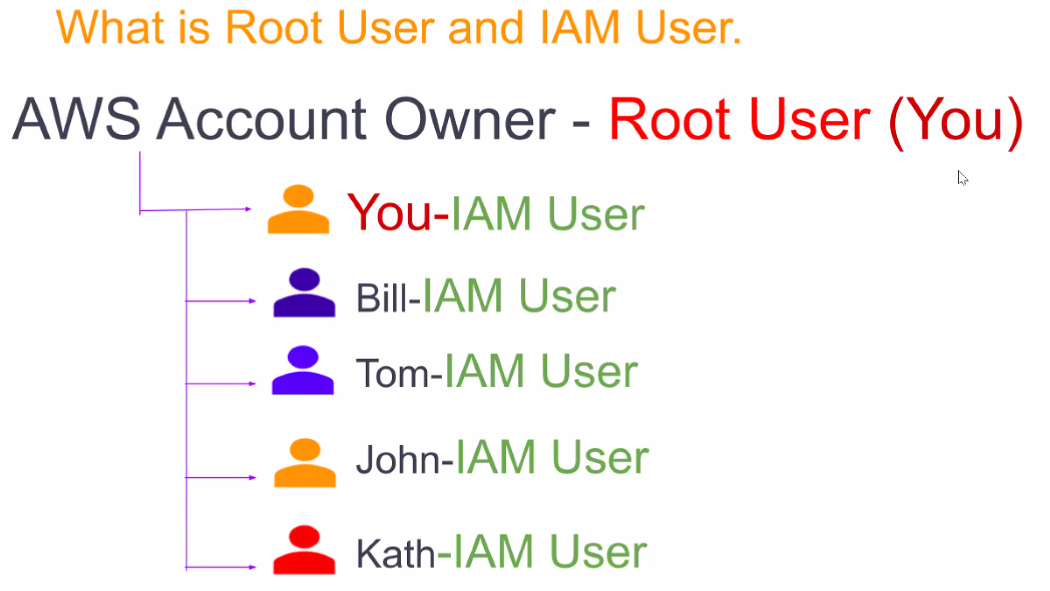 What is Root User and IAM User.
AWS Account Owner - Root User (You)
You-IAM User
Bill-IAM User
Tom-IAM User
John-IAM User
Kath-IAM User